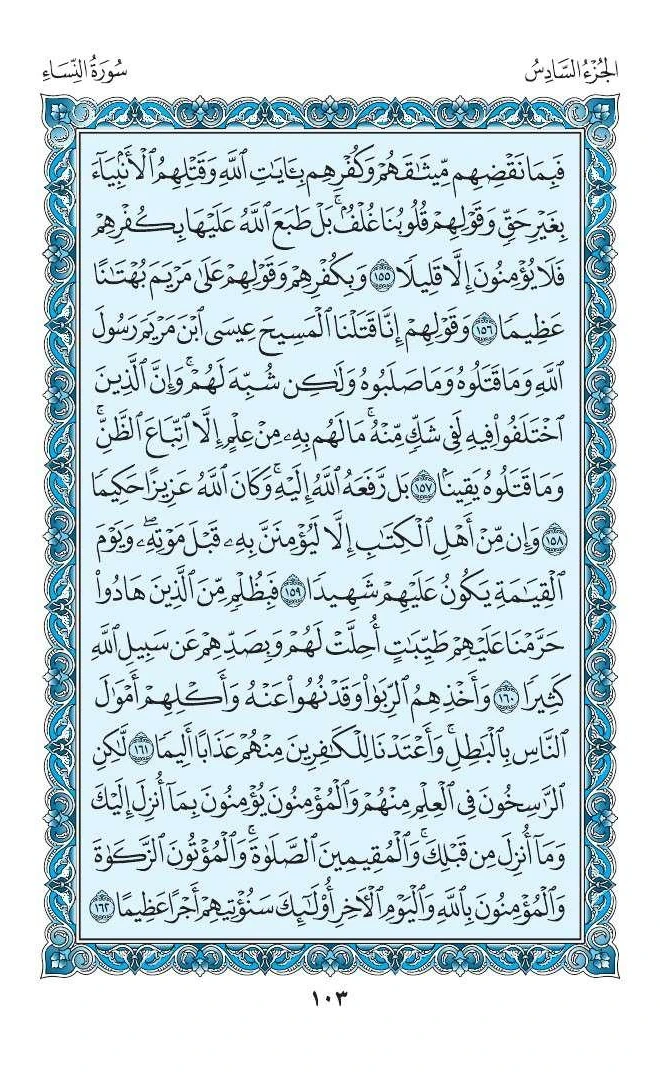 الجُزْءُ السَّادِسُ
سُورَةُ النِّسَاءِ
فَبِمَا نَقْضِهِم مِّيثَٰقَهُمْ وَكُفْرِهِم بِـَٔايَٰتِ ٱللَّهِ وَقَتْلِهِمُ ٱلْأَنۢبِيَآءَ
بِغَيْرِ حَقٍّ وَقَوْلِهِمْ قُلُوبُنَا غُلْفٌۢ ۚ بَلْ طَبَعَ ٱللَّهُ عَلَيْهَا بِكُفْرِهِمْ
فَلَا يُؤْمِنُونَ إِلَّا قَلِيلًا ١٥٥ وَبِكُفْرِهِمْ وَقَوْلِهِمْ عَلَىٰ مَرْيَمَ بُهْتَٰنًا
عَظِيمًا ١٥٦ وَقَوْلِهِمْ إِنَّا قَتَلْنَا ٱلْمَسِيحَ عِيسَى ٱبْنَ مَرْيَمَ رَسُولَ
ٱللَّهِ وَمَا قَتَلُوهُ وَمَا صَلَبُوهُ وَلَٰكِن شُبِّهَ لَهُمْ ۚ وَإِنَّ ٱلَّذِينَ
ٱخْتَلَفُوا۟ فِيهِ لَفِى شَكٍّ مِّنْهُ ۚ مَا لَهُم بِهِۦ مِنْ عِلْمٍ إِلَّا ٱتِّبَاعَ ٱلظَّنِّ ۚ
وَمَا قَتَلُوهُ يَقِينًۢا ١٥٧ بَل رَّفَعَهُ ٱللَّهُ إِلَيْهِ ۚ وَكَانَ ٱللَّهُ عَزِيزًا حَكِيمًا
١٥٨ وَإِن مِّنْ أَهْلِ ٱلْكِتَٰبِ إِلَّا لَيُؤْمِنَنَّ بِهِۦ قَبْلَ مَوْتِهِۦ ۖ وَيَوْمَ
ٱلْقِيَٰمَةِ يَكُونُ عَلَيْهِمْ شَهِيدًا ١٥٩ فَبِظُلْمٍ مِّنَ ٱلَّذِينَ هَادُوا۟
حَرَّمْنَا عَلَيْهِمْ طَيِّبَٰتٍ أُحِلَّتْ لَهُمْ وَبِصَدِّهِمْ عَن سَبِيلِ ٱللَّهِ
كَثِيرًا ١٦٠ وَأَخْذِهِمُ ٱلرِّبَوٰا۟ وَقَدْ نُهُوا۟ عَنْهُ وَأَكْلِهِمْ أَمْوَٰلَ
ٱلنَّاسِ بِٱلْبَٰطِلِ ۚ وَأَعْتَدْنَا لِلْكَٰفِرِينَ مِنْهُمْ عَذَابًا أَلِيمًا ١٦١ لَّٰكِنِ
ٱلرَّٰسِخُونَ فِى ٱلْعِلْمِ مِنْهُمْ وَٱلْمُؤْمِنُونَ يُؤْمِنُونَ بِمَآ أُنزِلَ إِلَيْكَ
وَمَآ أُنزِلَ مِن قَبْلِكَ ۚ وَٱلْمُقِيمِينَ ٱلصَّلَوٰةَ ۚ وَٱلْمُؤْتُونَ ٱلزَّكَوٰةَ
وَٱلْمُؤْمِنُونَ بِٱللَّهِ وَٱلْيَوْمِ ٱلْـَٔاخِرِ أُو۟لَٰٓئِكَ سَنُؤْتِيهِمْ أَجْرًا عَظِيمًا ١٦٢
١٠٣